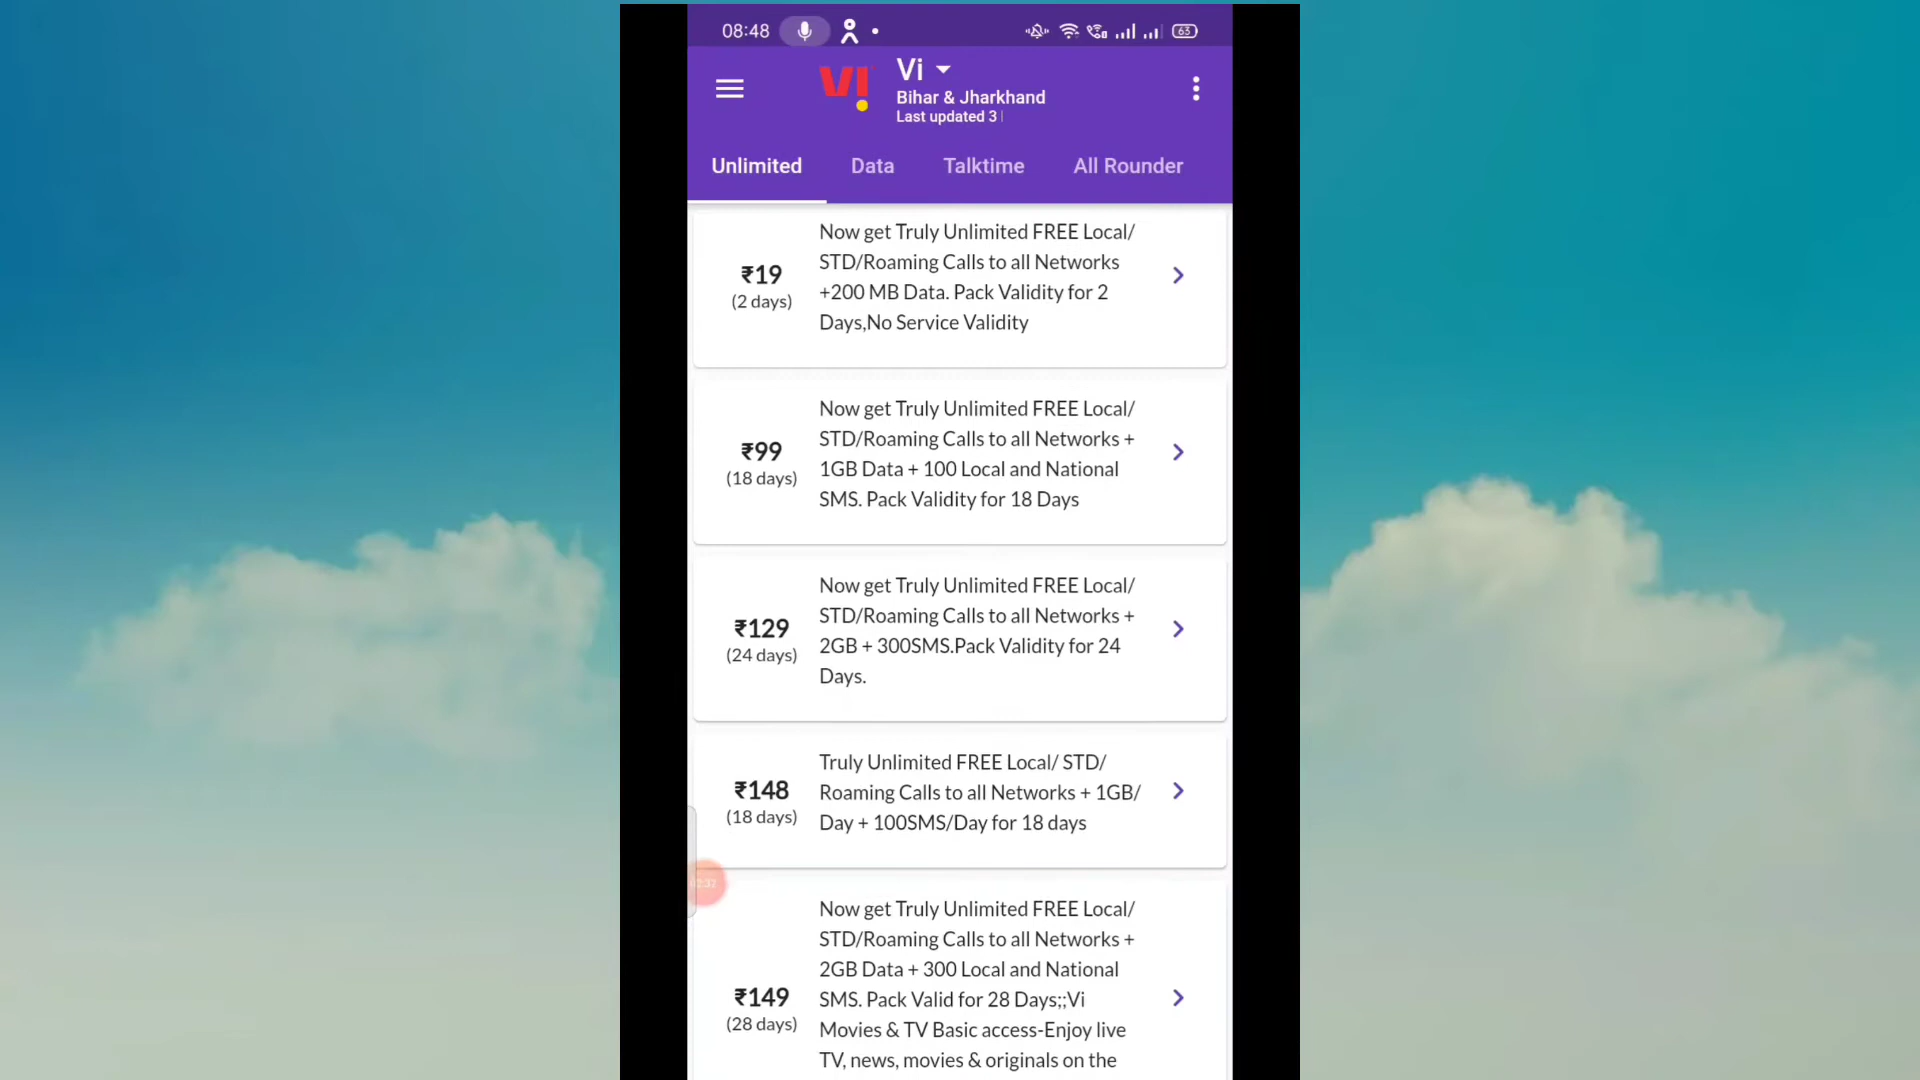 08:48
63
VI
Vi
Bihar & Jharkhand
Last updated 3
Unlimited
Data
Talktime
All Rounder
₹19
(2 days)
Now get Truly Unlimited FREE Local/
STD/Roaming Calls to all Networks
+200 MB Data. Pack Validity for 2
Days,No Service Validity
₹99
(18 days)
Now get Truly Unlimited FREE Local/
STD/Roaming Calls to all Networks +
1GB Data + 100 Local and National
SMS. Pack Validity for 18 Days
₹129
(24 days)
Now get Truly Unlimited FREE Local/
STD/Roaming Calls to all Networks +
2GB + 300SMS.Pack Validity for 24
Days.
₹148
(18 days)
Truly Unlimited FREE Local/ STD/
Roaming Calls to all Networks + 1GB/
Day + 100SMS/Day for 18 days
₹149
(28 days)
Now get Truly Unlimited FREE Local/
STD/Roaming Calls to all Networks +
2GB Data + 300 Local and National
SMS. Pack Valid for 28 Days;;Vi
Movies & TV Basic access-Enjoy live
TV, news, movies & originals on the